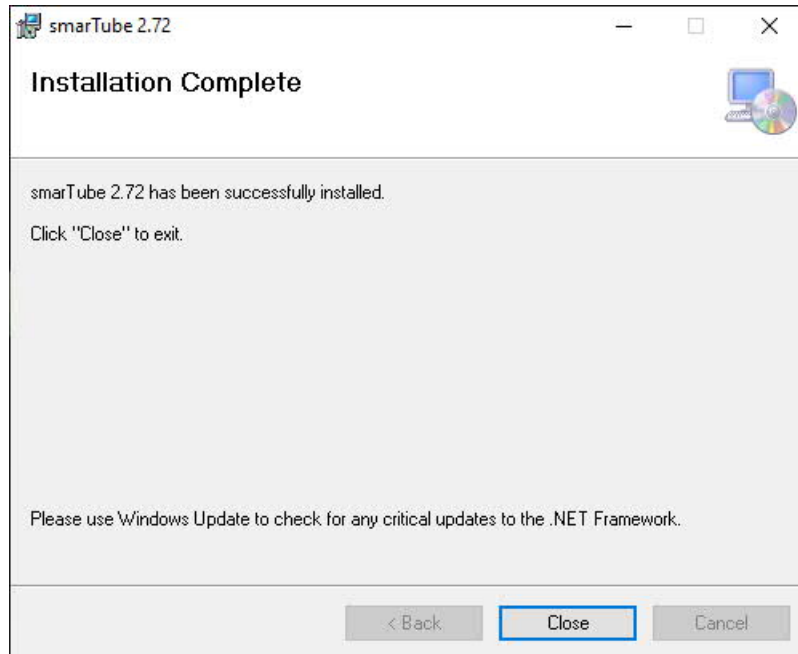 smarTube 2.72
Installation Complete
smarTube 2.72 has been successfully installed.
Click "Close" to exit.
Please use Windows Update to check for any critical updates to the .NET Framework.
< Back
Close
Cancel